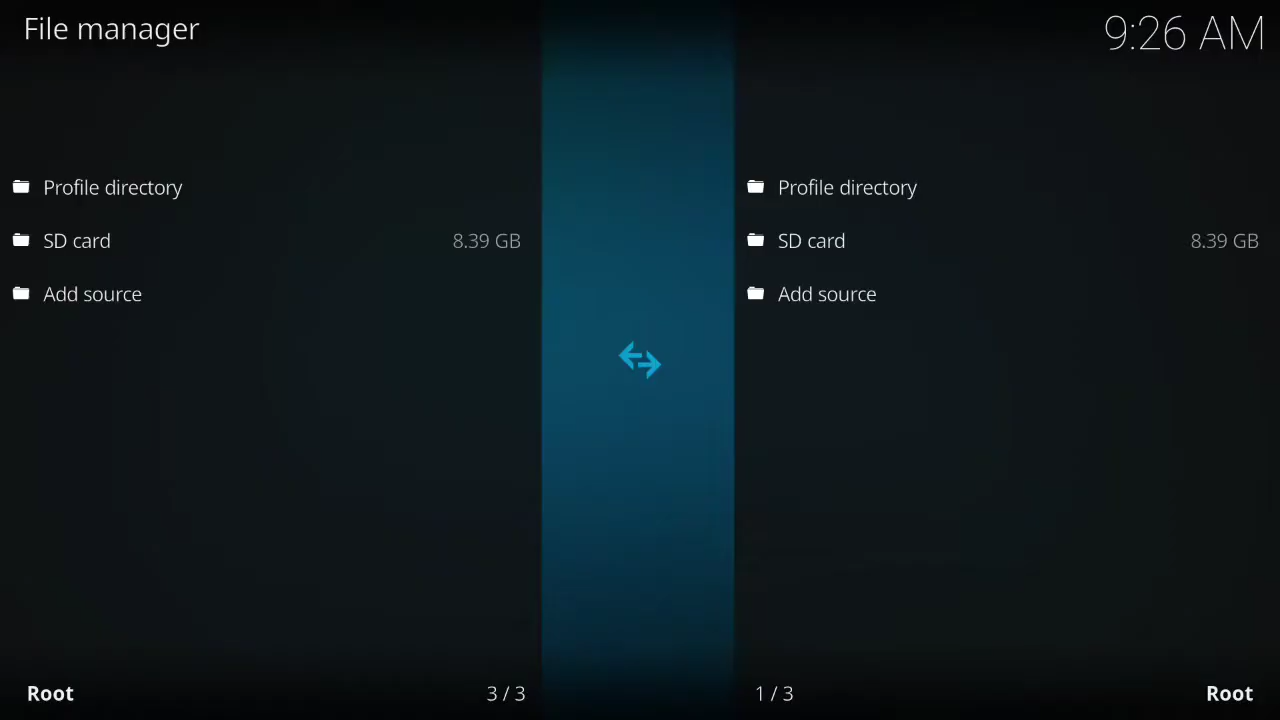 File manager
9:26 AM
Profile directory
SD card 8.39 GB
Add source
Profile directory
SD card 8.39 GB
Add source
Root 3 / 3
1 / 3 Root